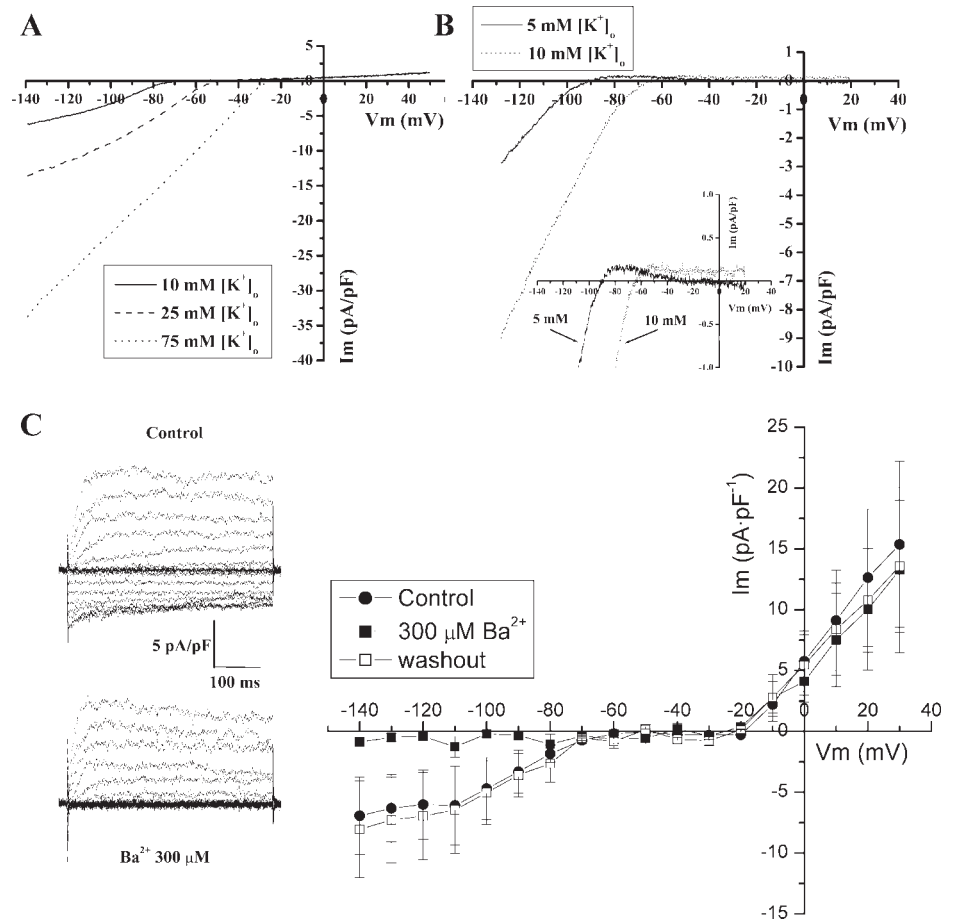 A
5
0
-5
-10
-15
-20
-25
-30
-35
-40
-140 -120 -100 -80 -60 -40 -20 0 20 40
Vm (mV)
Im (pA/pF)
10 mM [K⁺]ₒ
25 mM [K⁺]ₒ
75 mM [K⁺]ₒ
B
5 mM [K⁺]ₒ
10 mM [K⁺]ₒ
1
0
-1
-2
-3
-4
-5
-6
-7
-8
-9
-10
-140 -120 -100 -80 -60 -40 -20 0 20 40
Vm (mV)
Im (pA/pF)
1.0
0.5
-0.5
-1.0
Im (pA/pF)
-140 -120 -100 -80 -60 -40 -20 0 20 40
Vm (mV)
5 mM
10 mM
C
Control
5 pA/pF
100 ms
Ba²⁺ 300 μM
Control
300 μM Ba²⁺
washout
25
20
15
10
5
0
-5
-10
-15
Im (pA·pF⁻¹)
-140 -120 -100 -80 -60 -40 -20 0 20 40
Vm (mV)